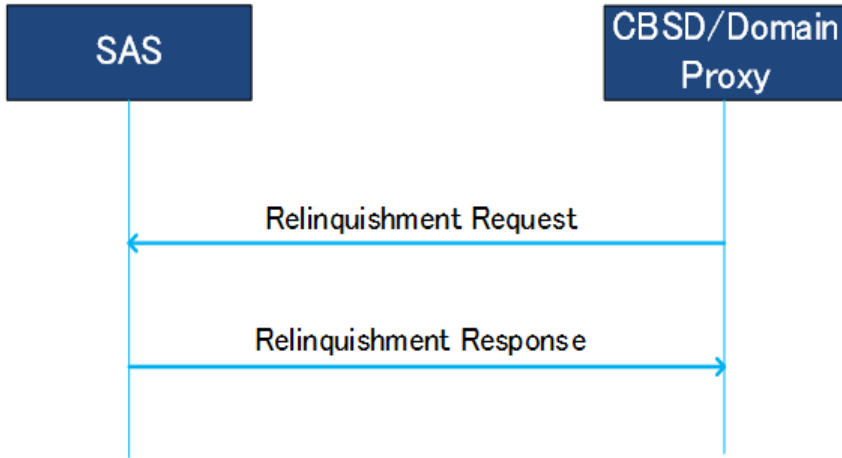 SAS
CBSD/Domain
Proxy
Relinquishment Request
Relinquishment Response